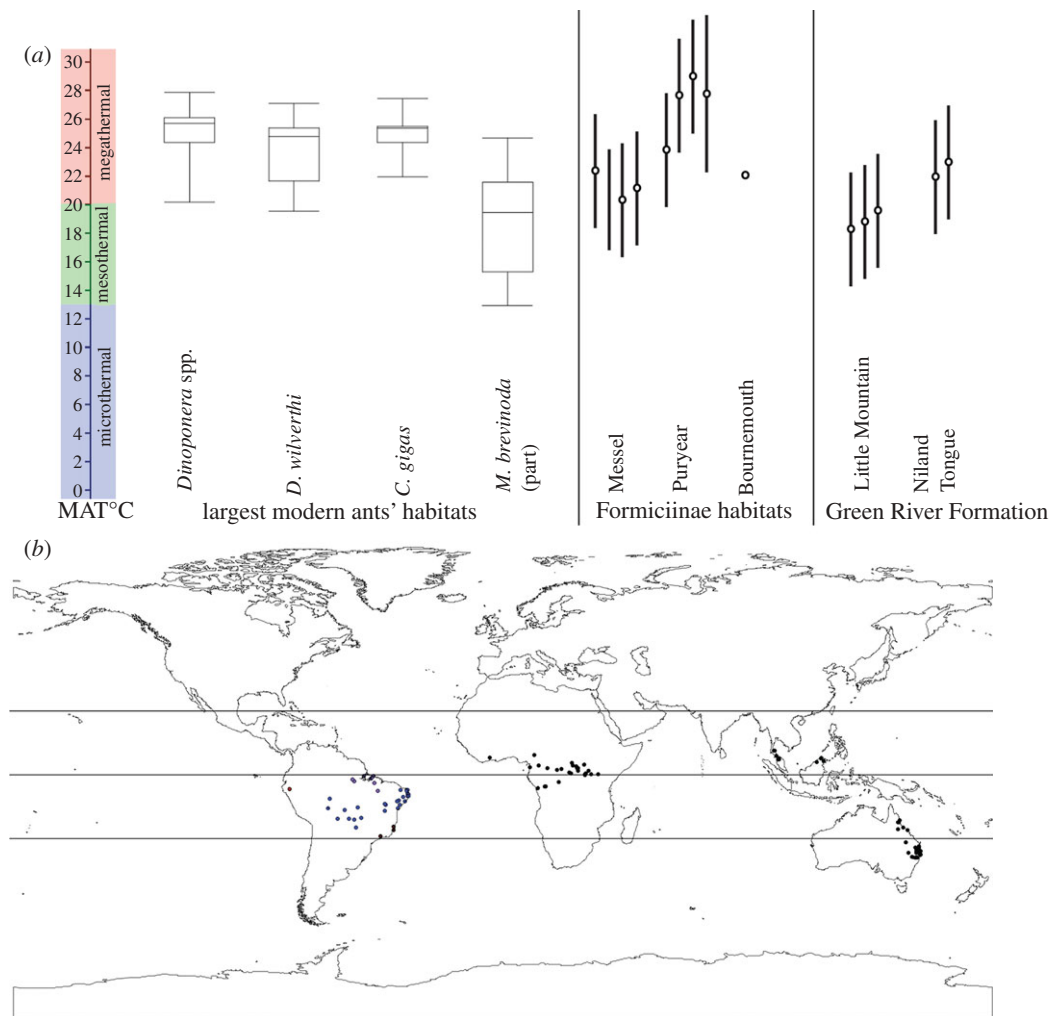 (a)
30
28
26
24
22
20
18
16
14
12
10
8
6
4
2
0
megathermal
mesothermal
microthermal
MAT°C
Dinoponera spp.
D. wilverthi
C. gigas
M. brevinoda
(part)
largest modern ants' habitats
Messel
Puryear
Bournemouth
Formiciinae habitats
Little Mountain
Niland
Tongue
Green River Formation
(b)